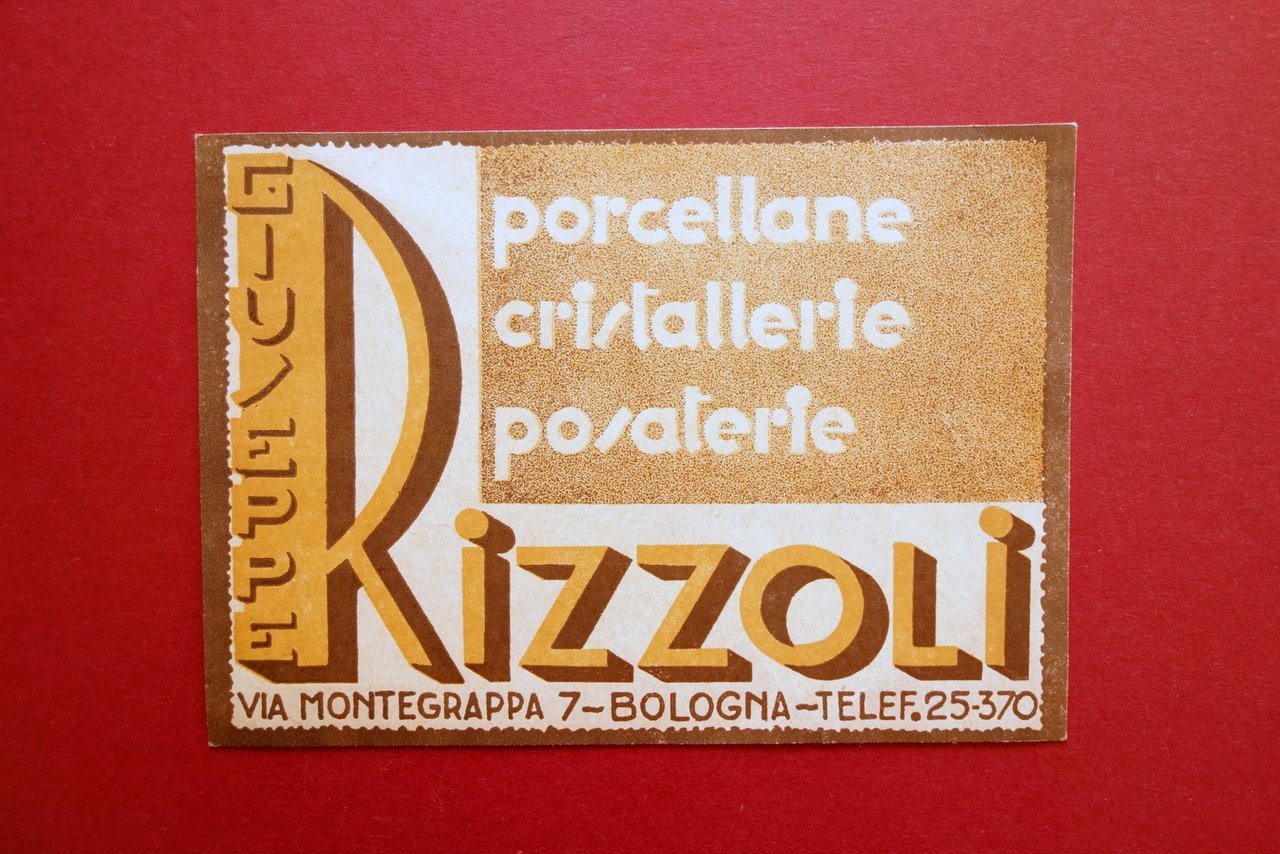 GIUSEPPE
porcellane
cristallerie
posaterie
RiZZOLi
VIA MONTEGRAPPA 7~BOLOGNA~TELEF.25-370